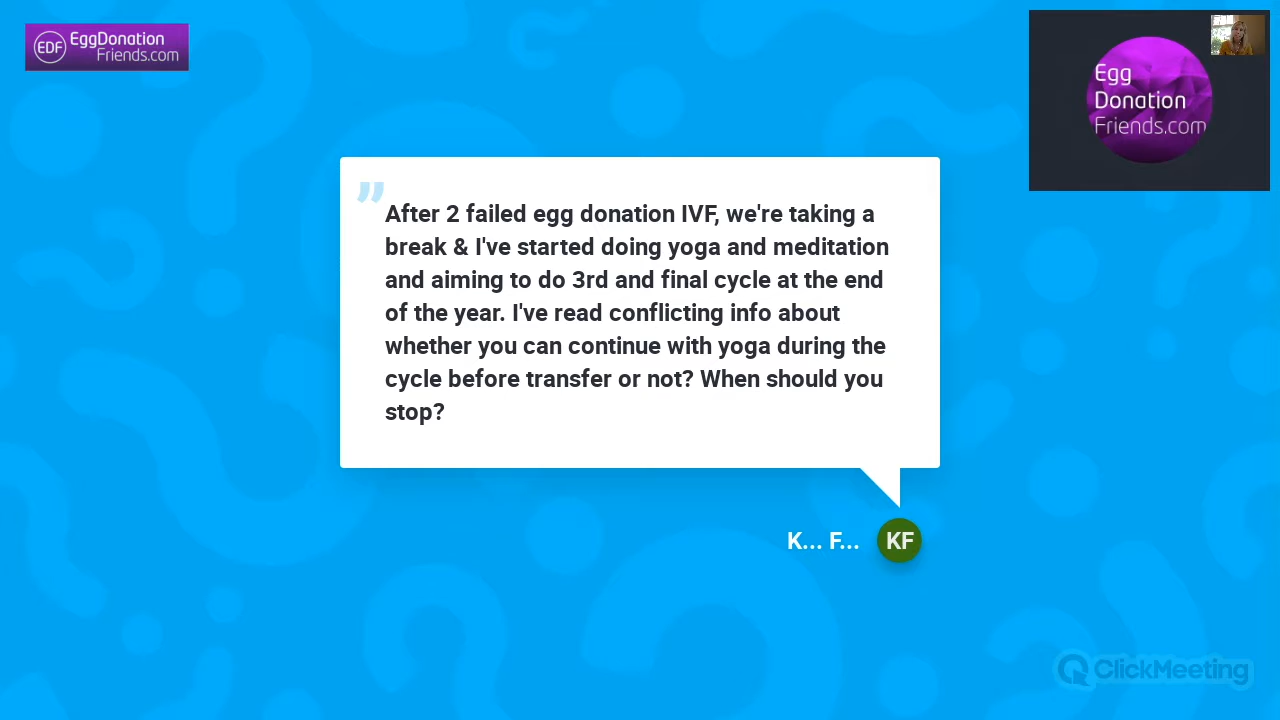 EDF
EggDonation
Friends.com
Egg
Donation
Friends.com
”
After 2 failed egg donation IVF, we're taking a
break & I've started doing yoga and meditation
and aiming to do 3rd and final cycle at the end
of the year. I've read conflicting info about
whether you can continue with yoga during the
cycle before transfer or not? When should you
stop?
K... F...
KF
ClickMeeting